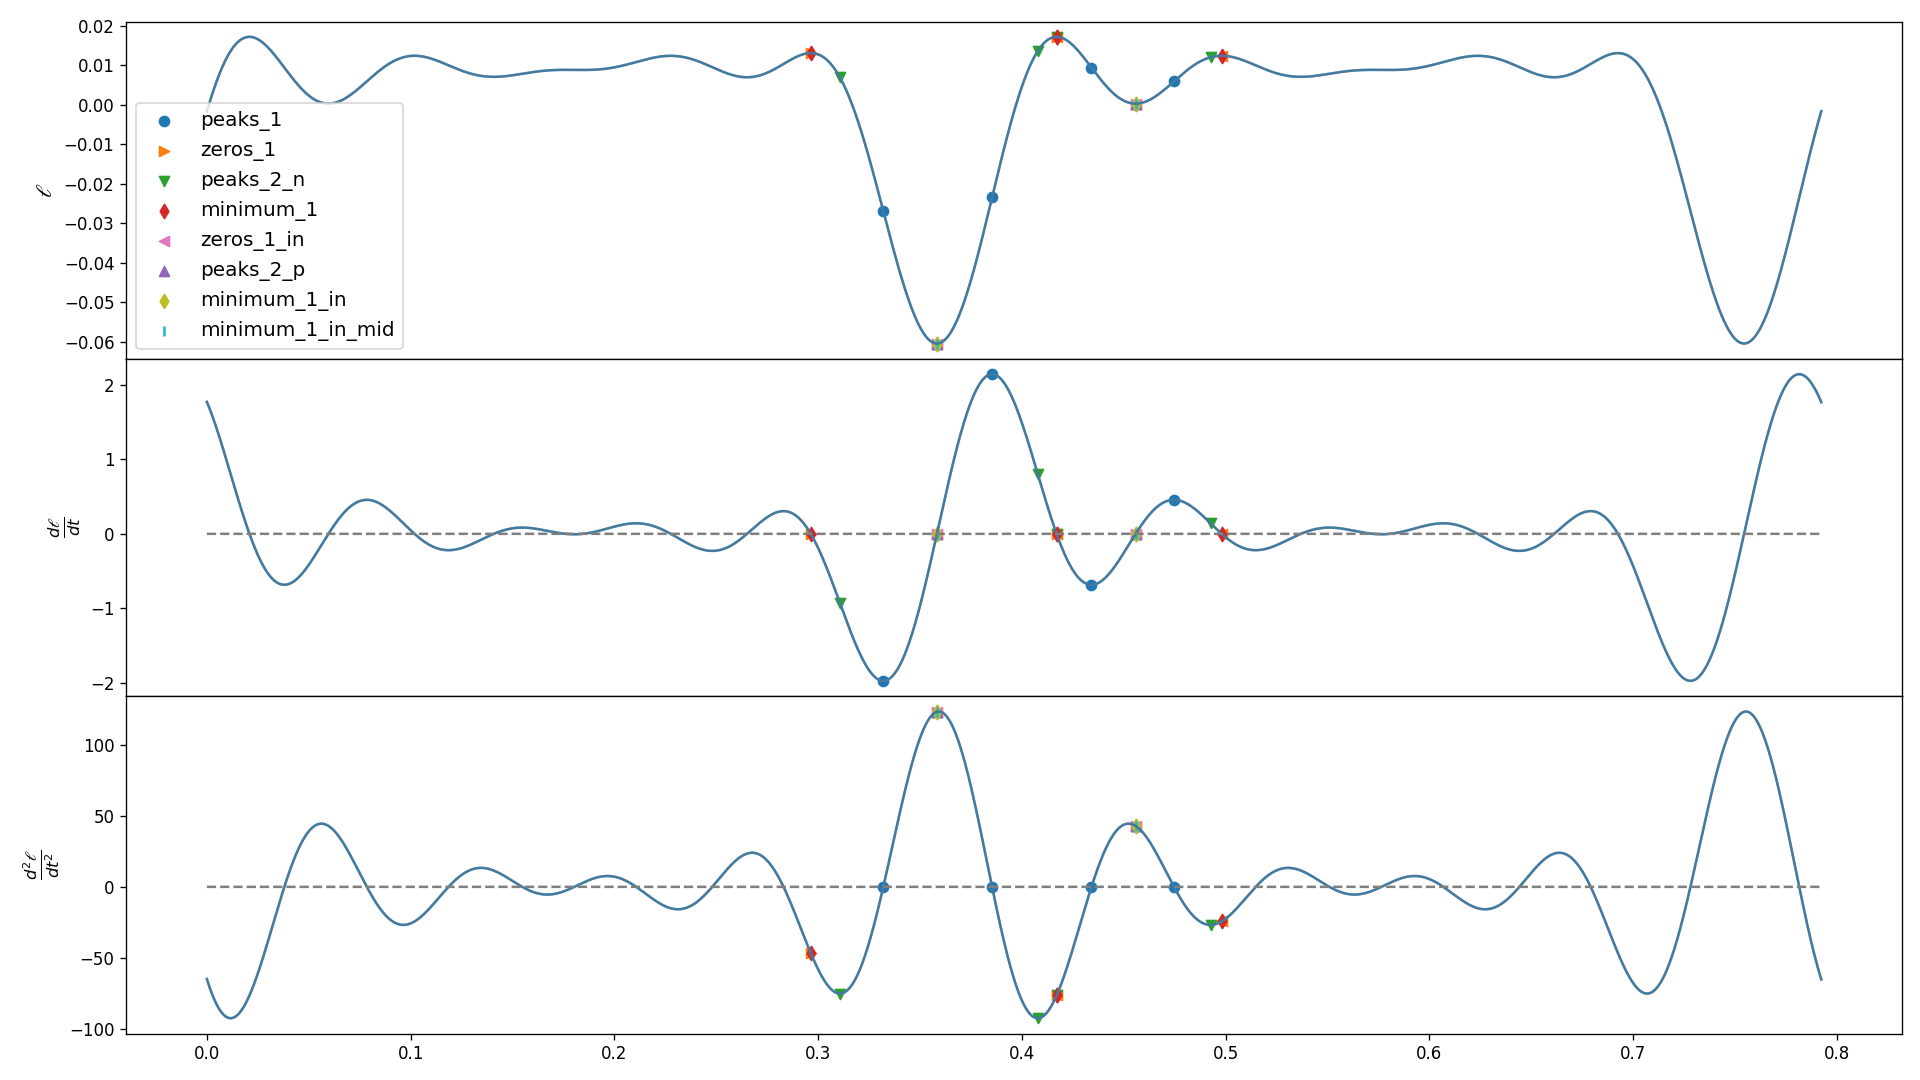 0.02
0.01
0.00
−0.01
−0.02
−0.03
−0.04
−0.05
−0.06
ℓ
peaks_1
zeros_1
peaks_2_n
minimum_1
zeros_1_in
peaks_2_p
minimum_1_in
minimum_1_in_mid
2
1
0
−1
−2
dℓ
dt
100
50
0
−50
−100
d²ℓ
dt²
0.0 0.1 0.2 0.3 0.4 0.5 0.6 0.7 0.8